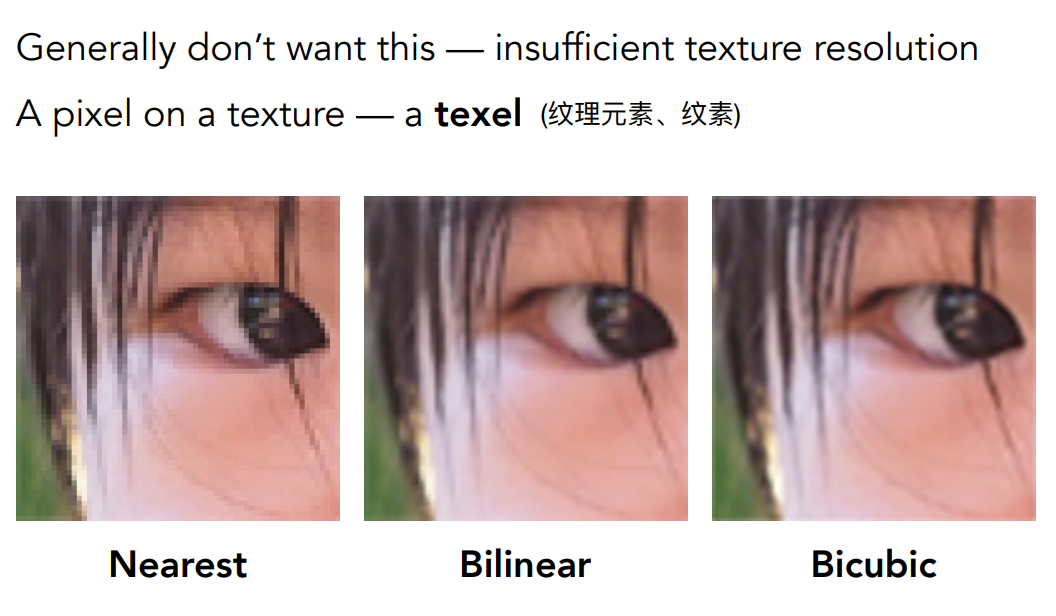 Generally don’t want this — insufficient texture resolution
A pixel on a texture — a texel (纹理元素、纹素)
Nearest Bilinear Bicubic